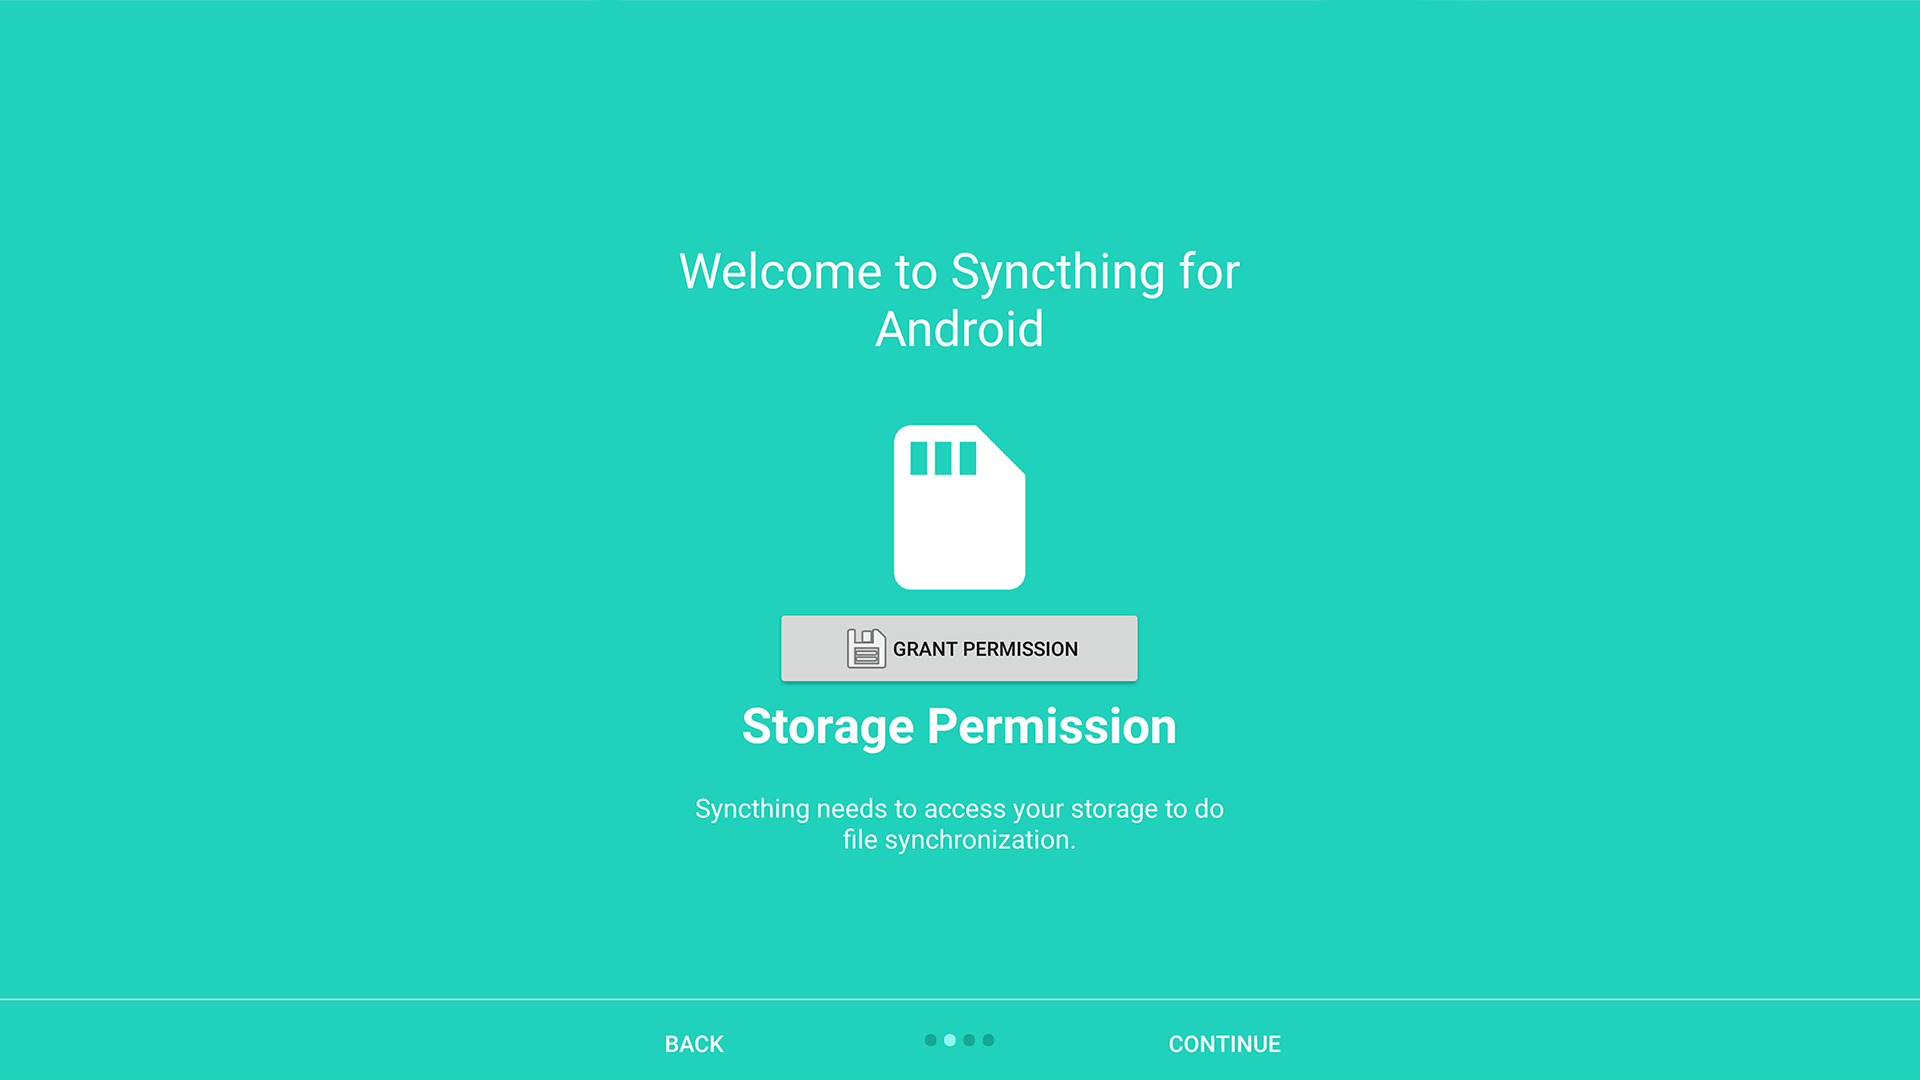 Welcome to Syncthing for
Android
GRANT PERMISSION
Storage Permission
Syncthing needs to access your storage to do
file synchronization.
BACK
CONTINUE